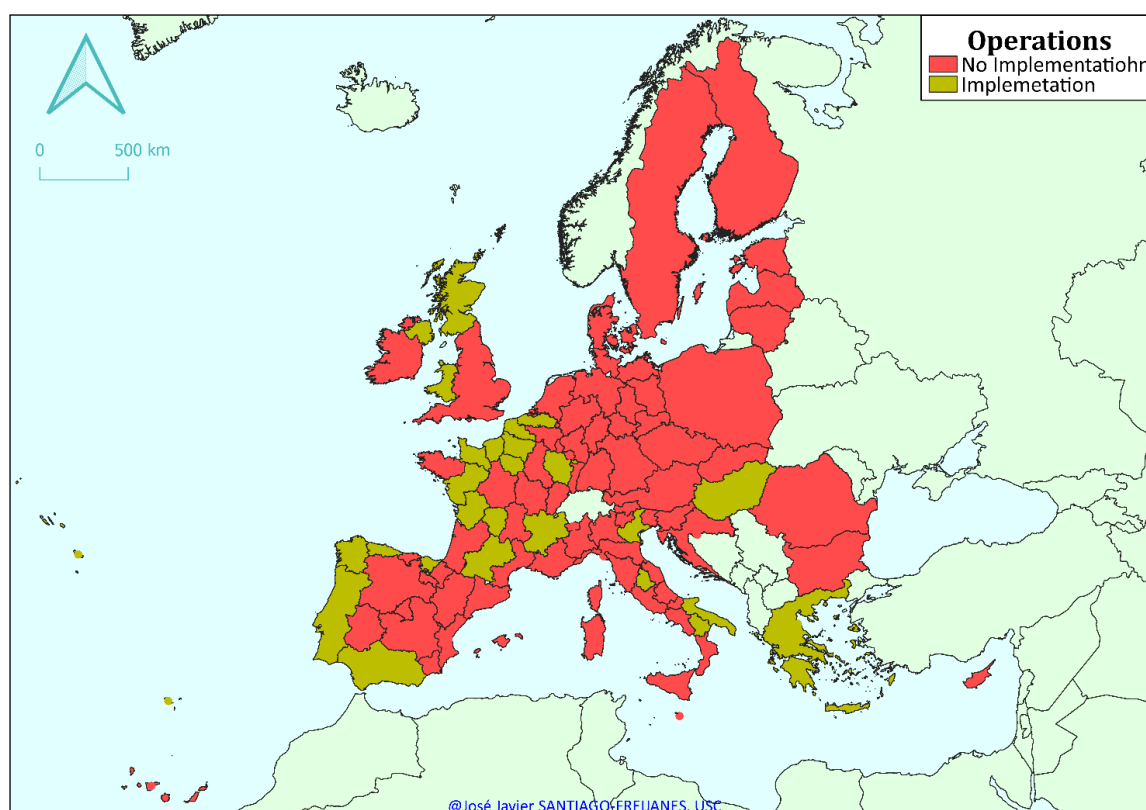 Operations
No Implementatiohn
Implemetation
0 500 km
@José Javier SANTIAGO-FREIJANES, USC